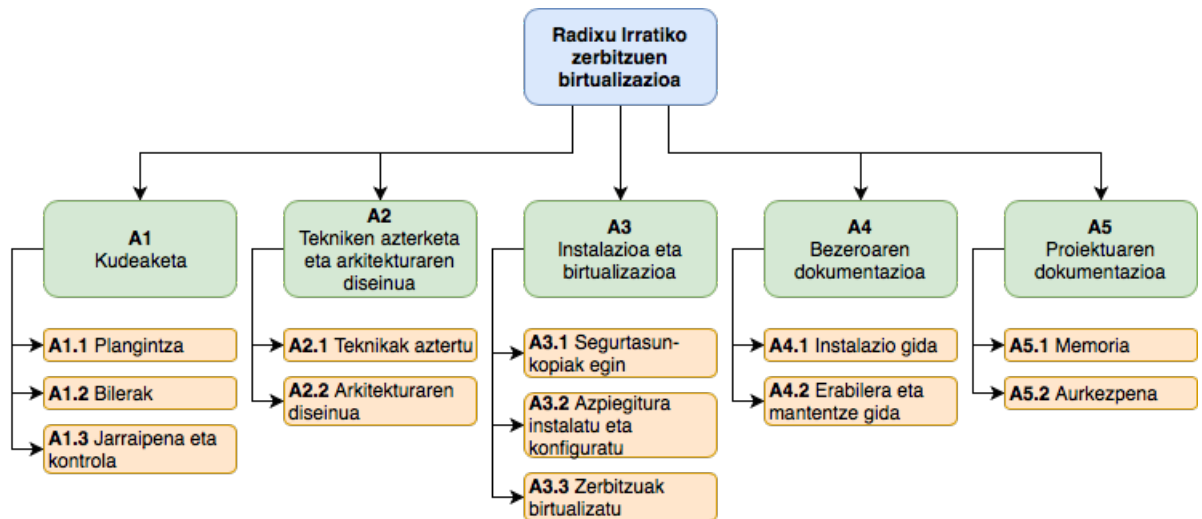 Radixu Irratiko
zerbitzuen
birtualizazioa
A1
Kudeaketa
A2
Tekniken azterketa
eta arkitekturaren
diseinua
A3
Instalazioa eta
birtualizazioa
A4
Bezeroaren
dokumentazioa
A5
Proiektuaren
dokumentazioa
A1.1 Plangintza
A1.2 Bilerak
A1.3 Jarraipena eta
kontrola
A2.1 Teknikak aztertu
A2.2 Arkitekturaren
diseinua
A3.1 Segurtasun-
kopiak egin
A3.2 Azpiegitura
instalatu eta
konfiguratu
A3.3 Zerbitzuak
birtualizatu
A4.1 Instalazio gida
A4.2 Erabilera eta
mantentze gida
A5.1 Memoria
A5.2 Aurkezpena